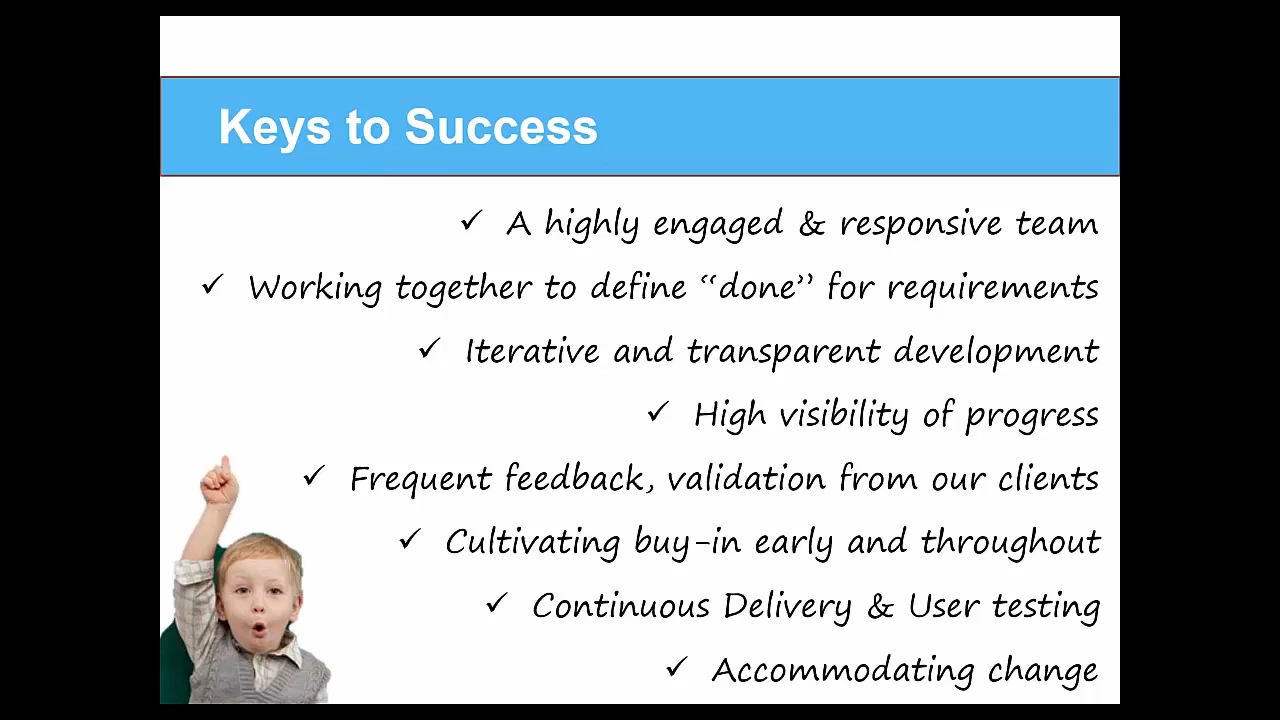 Keys to Success
✓ A highly engaged & responsive team
✓ Working together to define “done” for requirements
✓ Iterative and transparent development
✓ High visibility of progress
✓ Frequent feedback, validation from our clients
✓ Cultivating buy-in early and throughout
✓ Continuous Delivery & User testing
✓ Accommodating change